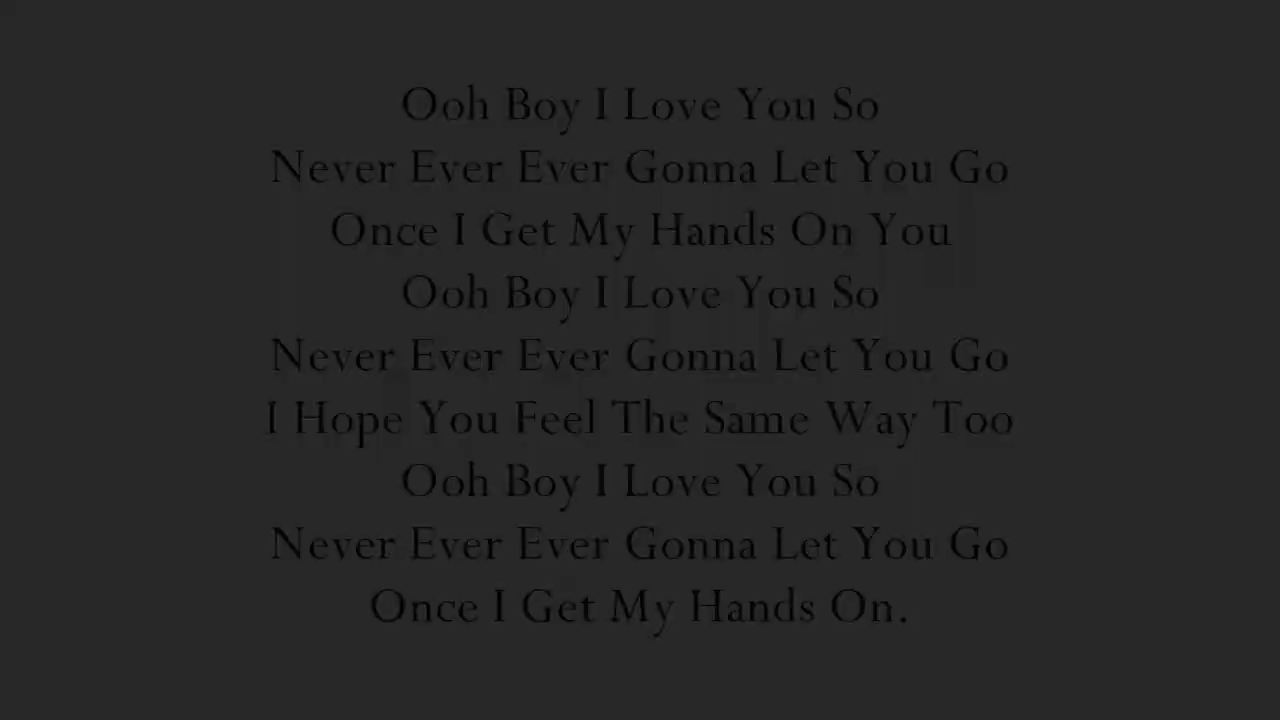 Ooh Boy I Love You So
Never Ever Ever Gonna Let You Go
Once I Get My Hands On You
Ooh Boy I Love You So
Never Ever Ever Gonna Let You Go
I Hope You Feel The Same Way Too
Ooh Boy I Love You So
Never Ever Ever Gonna Let You Go
Once I Get My Hands On.